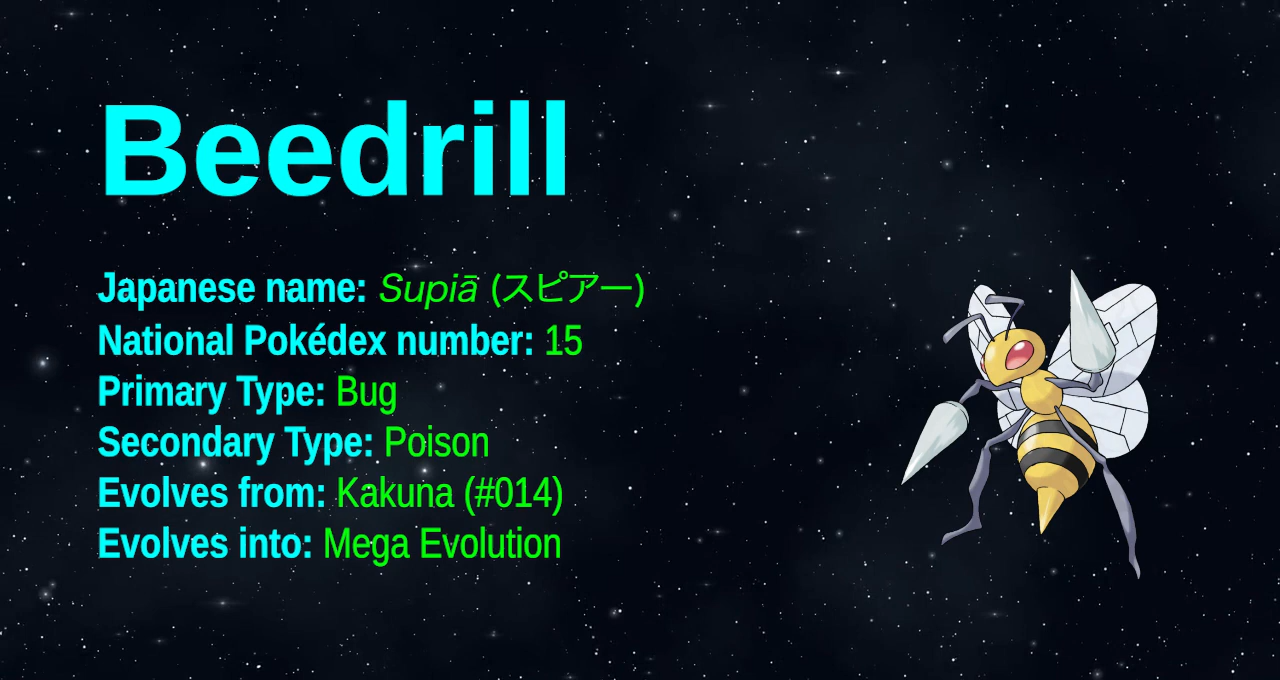 Beedrill
Japanese name: Supiā (スピアー)
National Pokédex number: 15
Primary Type: Bug
Secondary Type: Poison
Evolves from: Kakuna (#014)
Evolves into: Mega Evolution